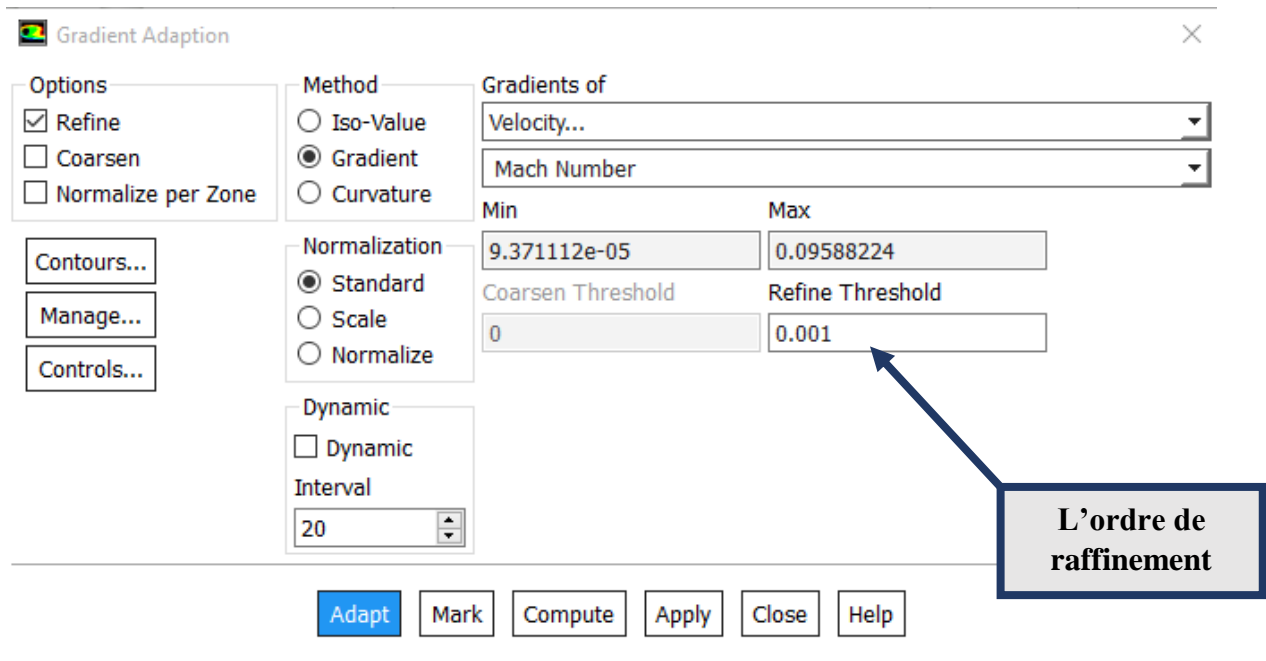 Gradient Adaption
Options
Refine
Coarsen
Normalize per Zone
Contours...
Manage...
Controls...
Method
Iso-Value
Gradient
Curvature
Normalization
Standard
Scale
Normalize
Dynamic
Dynamic
Interval
20
Gradients of
Velocity...
Mach Number
Min Max
9.371112e-05 0.09588224
Coarsen Threshold Refine Threshold
0 0.001
L’ordre de
raffinement
Adapt Mark Compute Apply Close Help